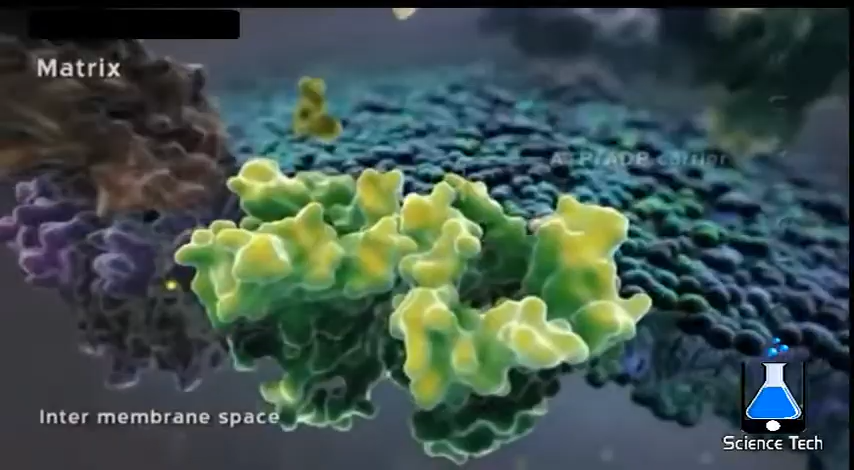 Matrix
ATP/ADP carrier
Inter membrane space
Science Tech